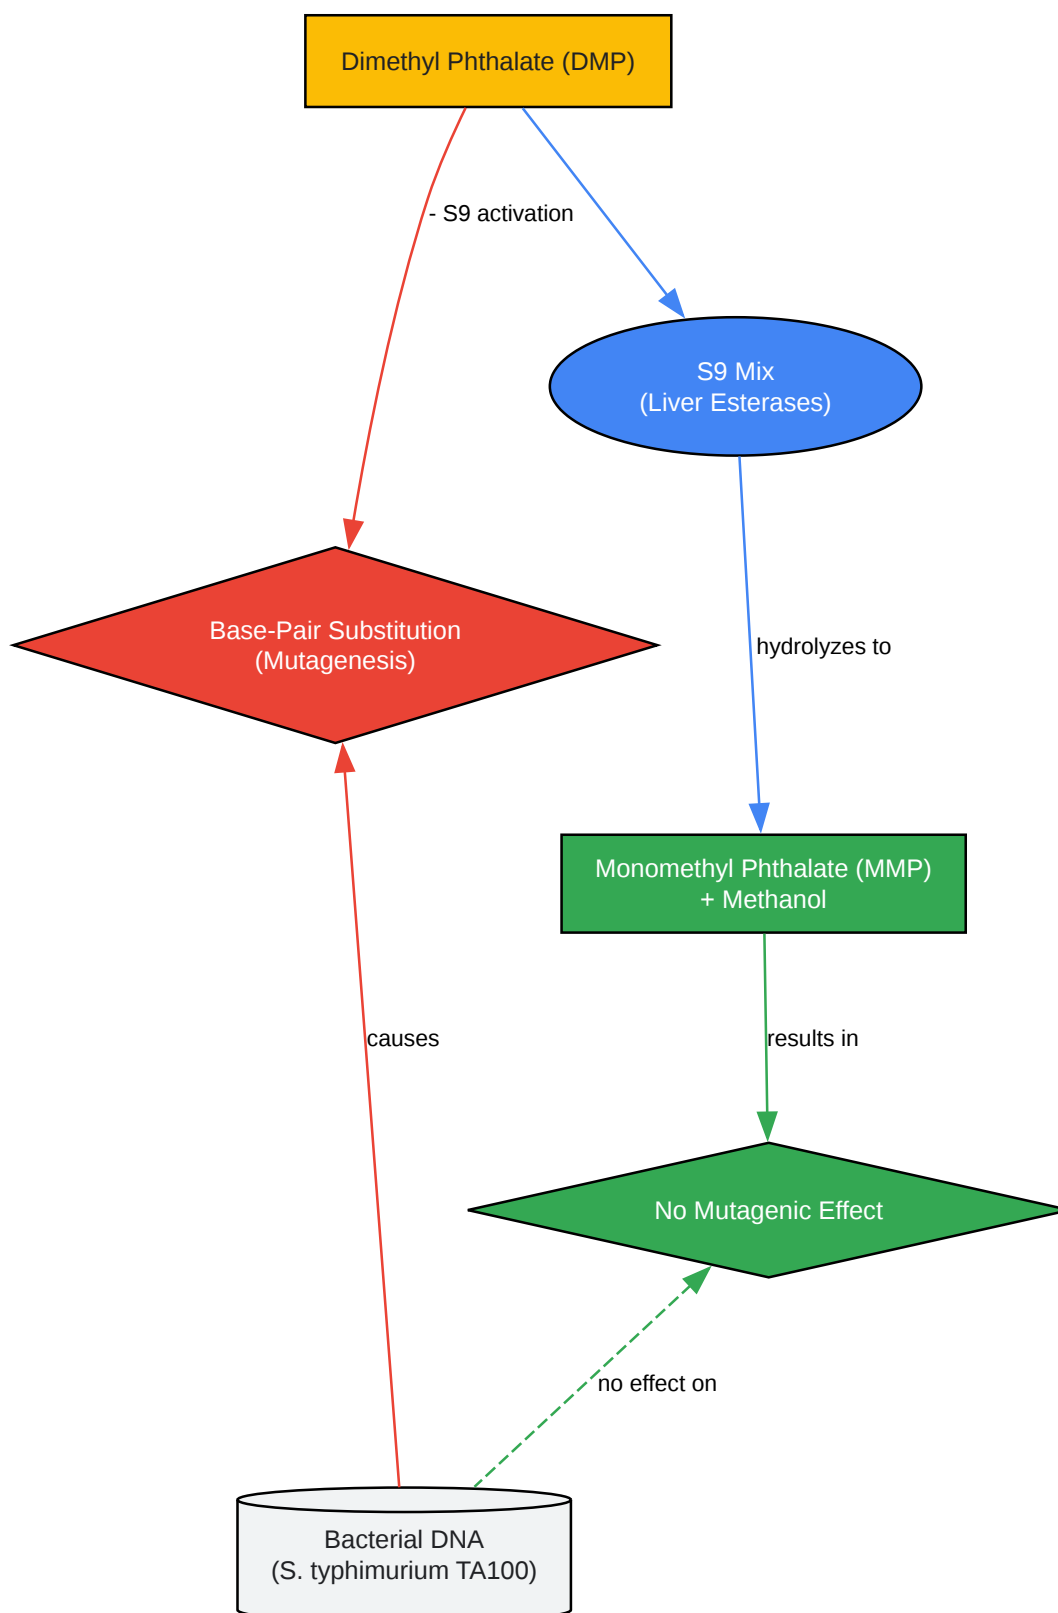 Dimethyl Phthalate (DMP)
- S9 activation
S9 Mix
(Liver Esterases)
Base-Pair Substitution
(Mutagenesis)
hydrolyzes to
Monomethyl Phthalate (MMP)
+ Methanol
causes
results in
No Mutagenic Effect
no effect on
Bacterial DNA
(S. typhimurium TA100)